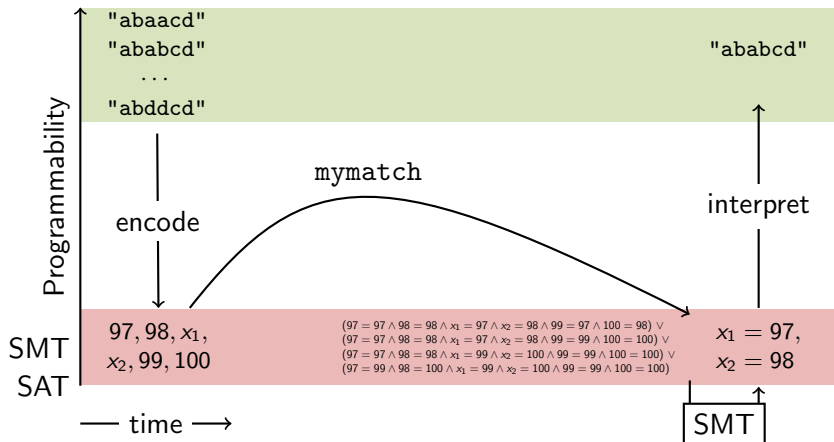 "abaacd"
"ababcd"
...
"abddcd"
"ababcd"
Programmability
mymatch
encode
interpret
SMT
SAT
97, 98, x₁,
x₂, 99, 100
(97 = 97 ∧ 98 = 98 ∧ x₁ = 97 ∧ x₂ = 98 ∧ 99 = 97 ∧ 100 = 98) ∨
(97 = 97 ∧ 98 = 98 ∧ x₁ = 97 ∧ x₂ = 98 ∧ 99 = 99 ∧ 100 = 100) ∨
(97 = 97 ∧ 98 = 98 ∧ x₁ = 99 ∧ x₂ = 100 ∧ 99 = 99 ∧ 100 = 100) ∨
(97 = 99 ∧ 98 = 100 ∧ x₁ = 99 ∧ x₂ = 100 ∧ 99 = 99 ∧ 100 = 100)
x₁ = 97,
x₂ = 98
time
SMT